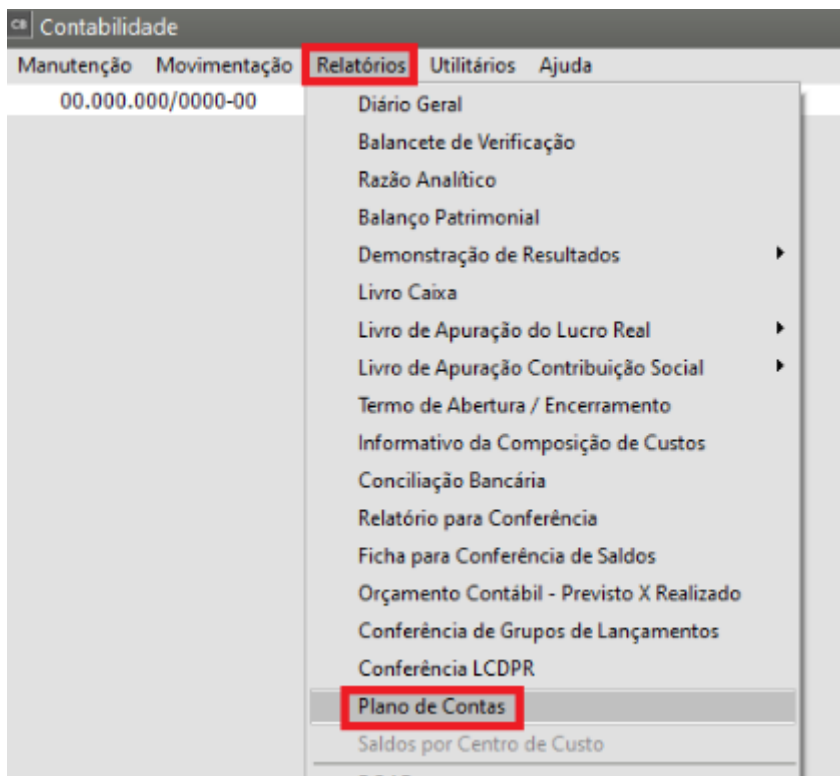 CB Contabilidade
Manutenção Movimentação Relatórios Utilitários Ajuda
00.000.000/0000-00
Diário Geral
Balancete de Verificação
Razão Analítico
Balanço Patrimonial
Demonstração de Resultados
Livro Caixa
Livro de Apuração do Lucro Real
Livro de Apuração Contribuição Social
Termo de Abertura / Encerramento
Informativo da Composição de Custos
Conciliação Bancária
Relatório para Conferência
Ficha para Conferência de Saldos
Orçamento Contábil - Previsto X Realizado
Conferência de Grupos de Lançamentos
Conferência LCDPR
Plano de Contas
Saldos por Centro de Custo